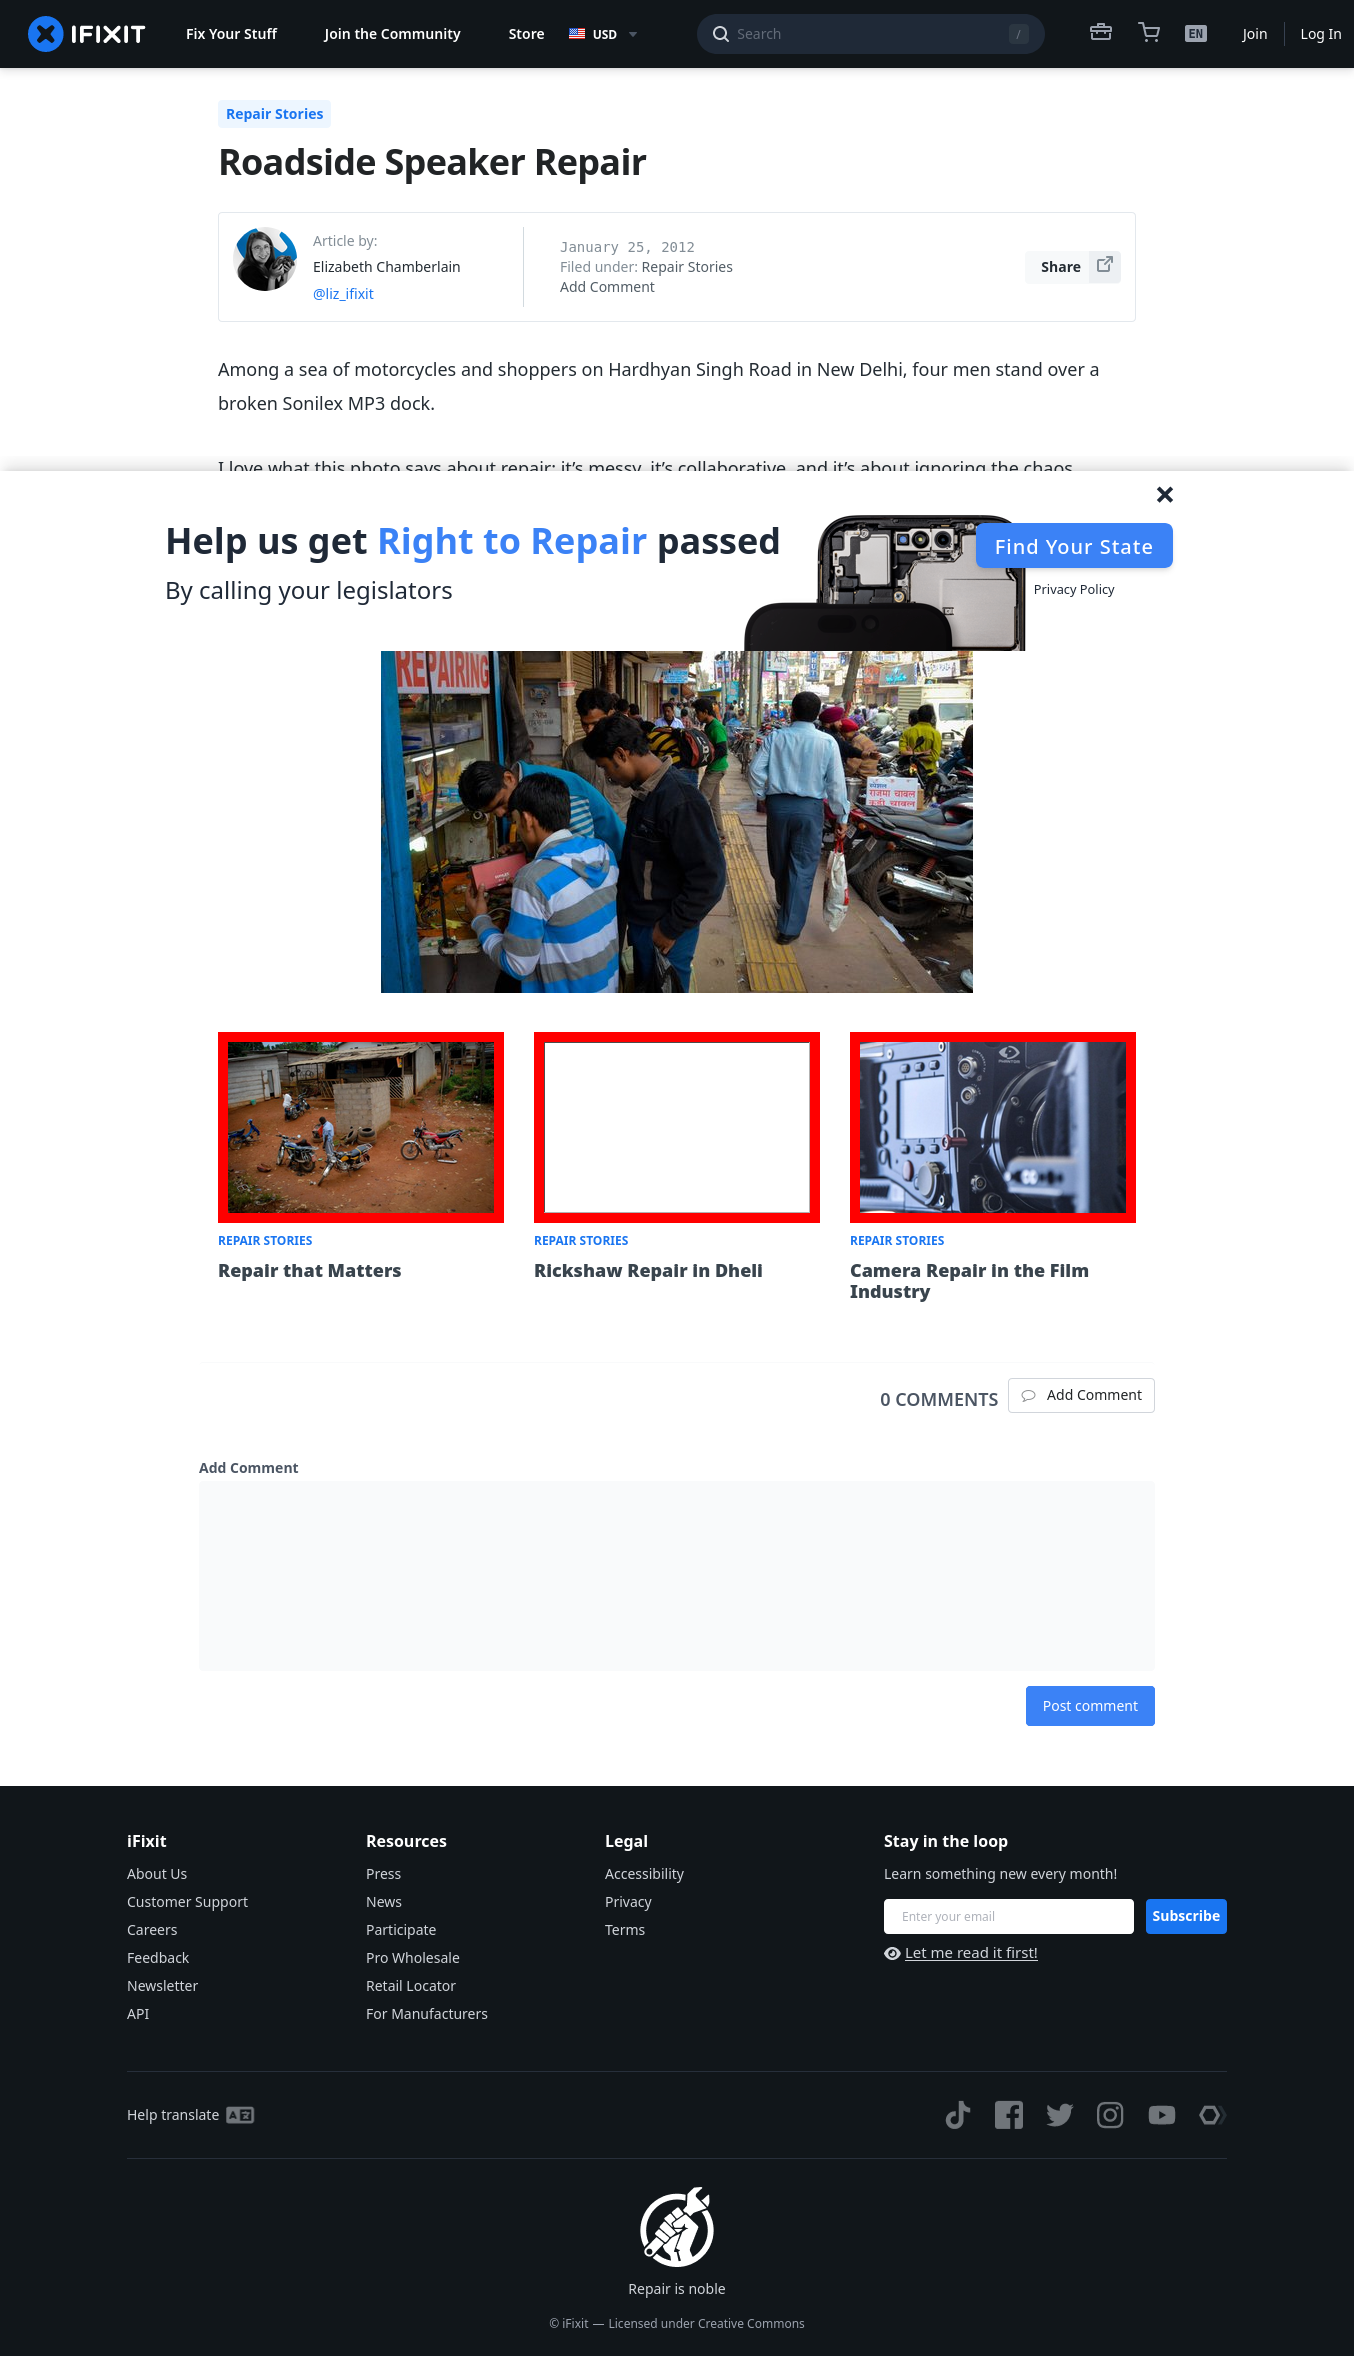 IFIXIT
Fix Your Stuff
Join the Community
Store
USD
Search
/
EN
Join
Log In
Repair Stories
Roadside Speaker Repair
Article by:
Elizabeth Chamberlain
@liz_ifixit
January 25, 2012
Filed under: Repair Stories
Add Comment
Share
Among a sea of motorcycles and shoppers on Hardhyan Singh Road in New Delhi, four men stand over a
broken Sonilex MP3 dock.
I love what this photo says about repair: it’s messy, it’s collaborative, and it’s about ignoring the chaos
Help us get Right to Repair passed
By calling your legislators
Find Your State
Privacy Policy
REPAIRING
राजमा चावल
कढ़ी चावल
REPAIR STORIES
Repair that Matters
REPAIR STORIES
Rickshaw Repair in Dheli
REPAIR STORIES
Camera Repair in the Film
Industry
0 COMMENTS
Add Comment
Add Comment
Post comment
iFixit
About Us
Customer Support
Careers
Feedback
Newsletter
API
Resources
Press
News
Participate
Pro Wholesale
Retail Locator
For Manufacturers
Legal
Accessibility
Privacy
Terms
Stay in the loop
Learn something new every month!
Enter your email
Subscribe
Let me read it first!
Help translate
Repair is noble
© iFixit — Licensed under Creative Commons